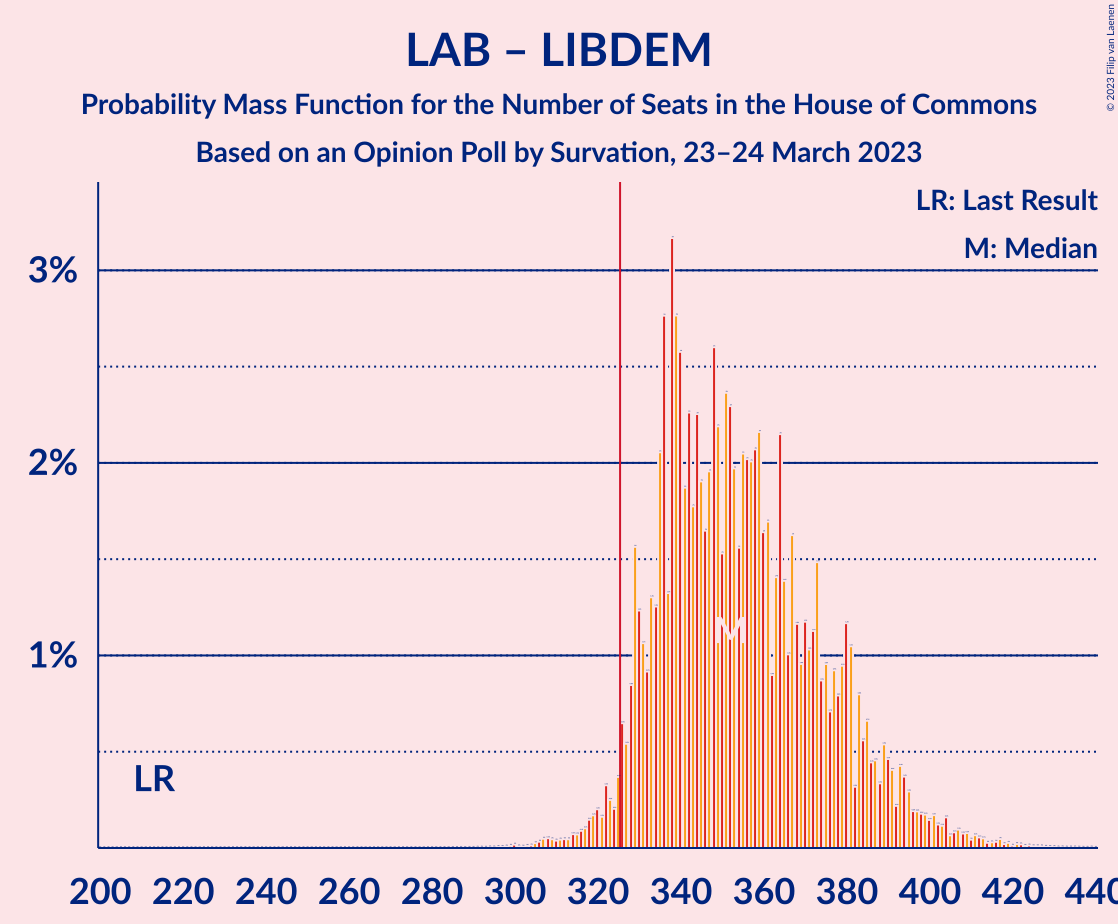 © 2023 Filip van Laenen
LAB – LIBDEM
Probability Mass Function for the Number of Seats in the House of Commons
Based on an Opinion Poll by Survation, 23–24 March 2023
LR: Last Result
M: Median
3%
2%
1%
M
LR
200 220 240 260 280 300 320 340 360 380 400 420 440